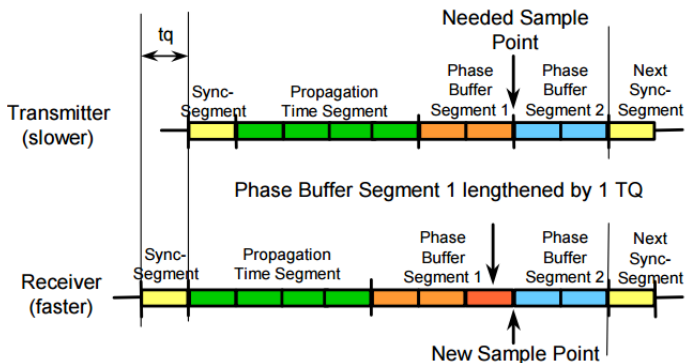 Needed Sample
Point
tq
Sync-
Segment
Propagation
Time Segment
Phase
Buffer
Segment 1
Phase
Buffer
Segment 2
Next
Sync-
Segment
Transmitter
(slower)
Phase Buffer Segment 1 lengthened by 1 TQ
Sync-
Segment
Propagation
Time Segment
Phase
Buffer
Segment 1
Phase
Buffer
Segment 2
Next
Sync-
Segment
Receiver
(faster)
New Sample Point